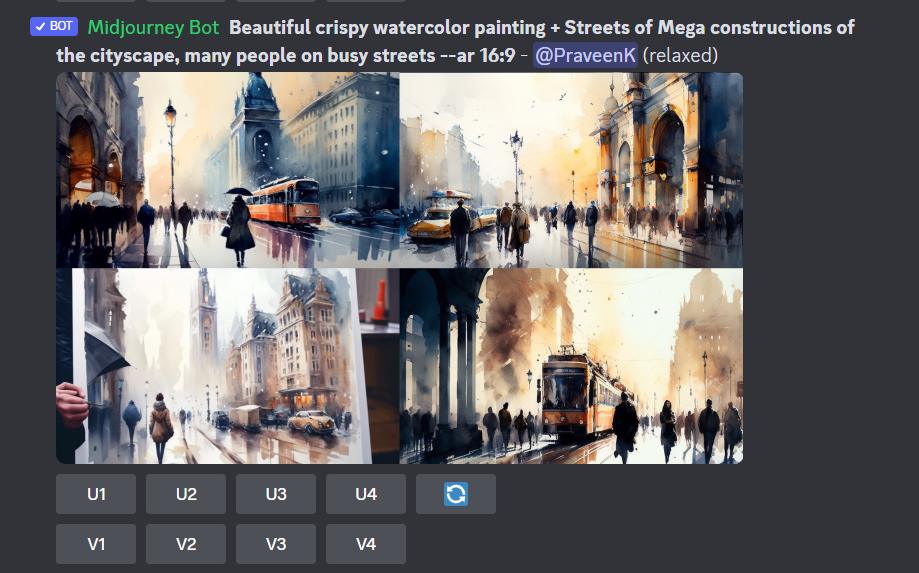 ✓ BOT Midjourney Bot Beautiful crispy watercolor painting + Streets of Mega constructions of
the cityscape, many people on busy streets --ar 16:9 - @PraveenK (relaxed)
U1 U2 U3 U4
V1 V2 V3 V4